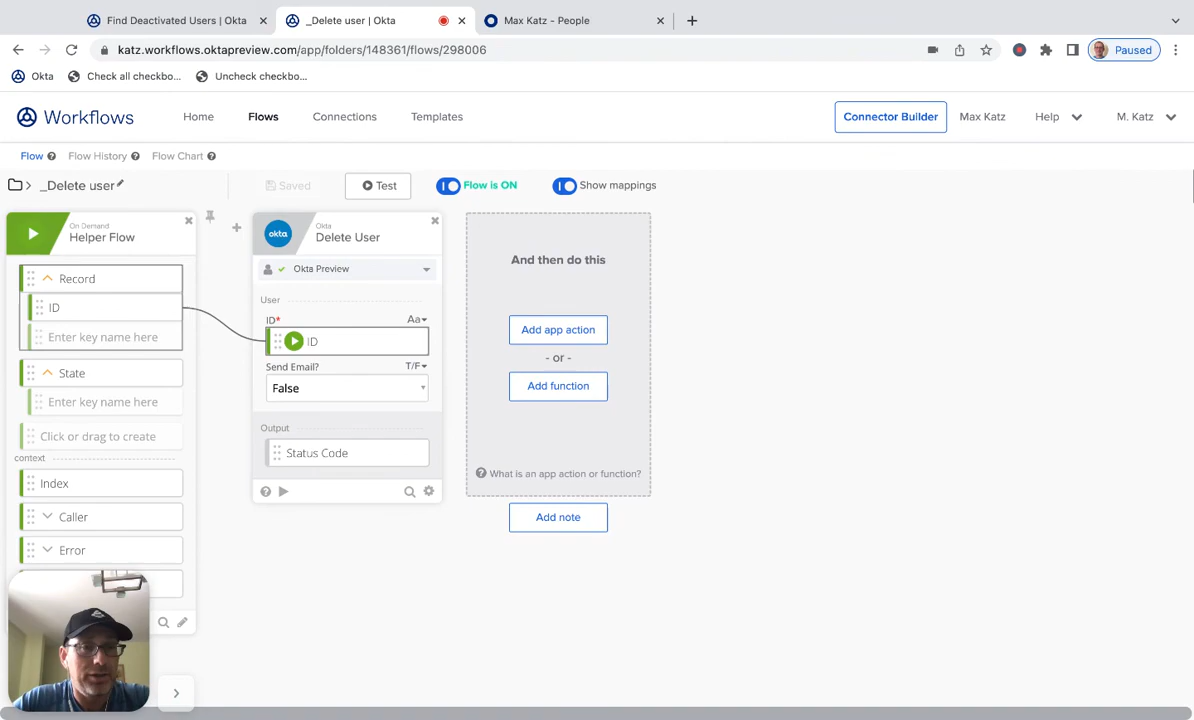 Find Deactivated Users | Okta
_Delete user | Okta
Max Katz - People
katz.workflows.oktapreview.com/app/folders/148361/flows/298006
Paused
Okta
Check all checkbo...
Uncheck checkbo...
Workflows
Home
Flows
Connections
Templates
Connector Builder
Max Katz
Help
M. Katz
Flow
Flow History
Flow Chart
_Delete user
Saved
Test
Flow is ON
Show mappings
On Demand
Helper Flow
Record
ID
Enter key name here
State
Enter key name here
Click or drag to create
context
Index
Caller
Error
okta
Okta
Delete User
Okta Preview
User
ID*
Aa
ID
Send Email?
T/F
False
Output
Status Code
And then do this
Add app action
- or -
Add function
What is an app action or function?
Add note